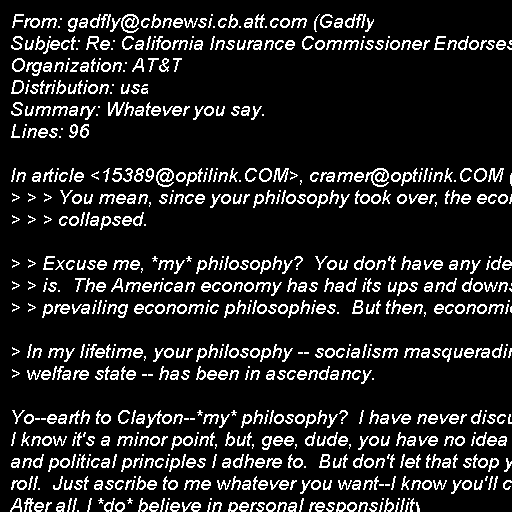 From: gadfly@cbnewsi.cb.att.com (Gadfly
Subject: Re: California Insurance Commissioner Endorses
Organization: AT&T
Distribution: usa
Summary: Whatever you say.
Lines: 96
In article <15389@optilink.COM>, cramer@optilink.COM (
> > > You mean, since your philosophy took over, the
> > > collapsed.
> > Excuse me, *my* philosophy?  You don't have any
> > is.  The American economy has had its ups and downs
> > prevailing economic philosophies.  But then,
> In my lifetime, your philosophy -- socialism
> welfare state -- has been in ascendancy.
Yo--earth to Clayton--*my* philosophy?  I have never
I know it's a minor point, but, gee, dude, you have no idea
and political principles I adhere to.  But don't let that stop
roll.  Just ascribe to me whatever you want--I know you'll
After all, I *do* believe in personal responsibility